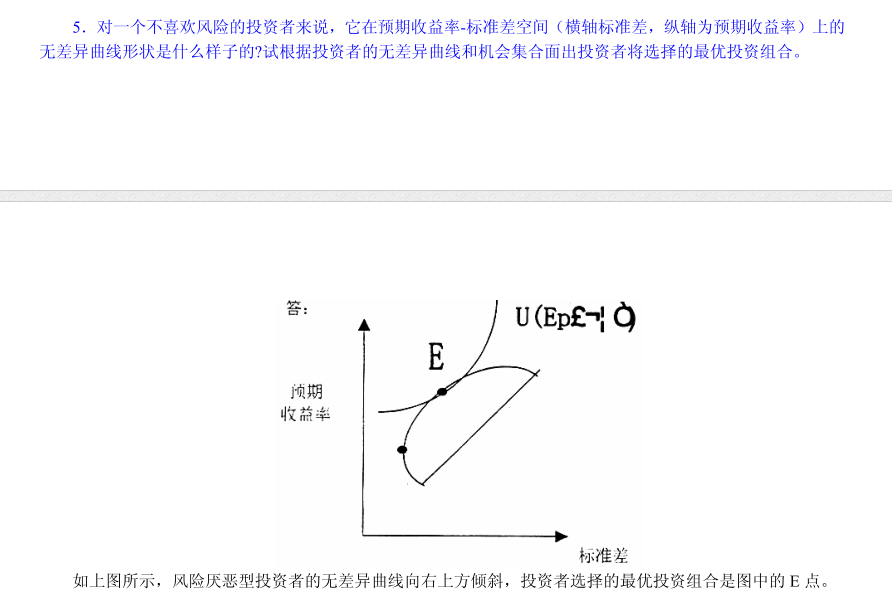 5．对一个不喜欢风险的投资者来说，它在预期收益率-标准差空间（横轴标准差，纵轴为预期收益率）上的
无差异曲线形状是什么样子的?试根据投资者的无差异曲线和机会集合面出投资者将选择的最优投资组合。
答：
U(Ep£¬¦Ò)
E
预期
收益率
标准差
如上图所示，风险厌恶型投资者的无差异曲线向右上方倾斜，投资者选择的最优投资组合是图中的 E 点。